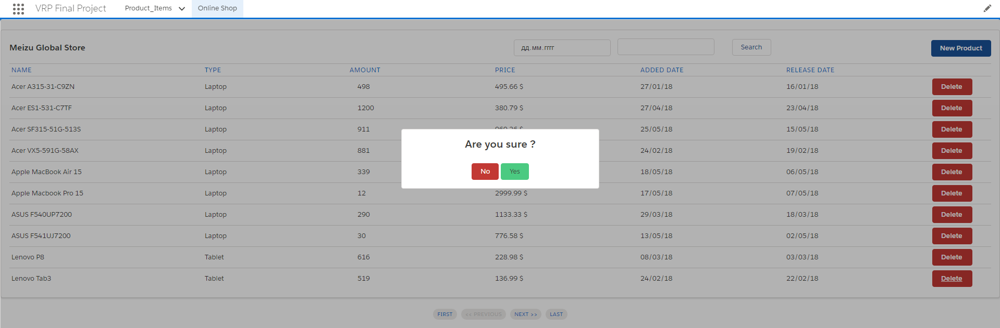 VRP Final Project Product_Items Online Shop
Meizu Global Store дд.мм.гггг Search New Product
NAME TYPE AMOUNT PRICE ADDED DATE RELEASE DATE
Acer A315-31-C9ZN Laptop 498 495.66 $ 27/01/18 16/01/18 Delete
Acer ES1-531-C7TF Laptop 1200 380.79 $ 27/04/18 23/04/18 Delete
Acer SF315-51G-513S Laptop 911 25/05/18 15/05/18 Delete
Are you sure ?
Acer VX5-591G-58AX Laptop 881 24/02/18 19/02/18 Delete
Apple MacBook Air 15 Laptop 339 18/05/18 06/05/18 Delete
No Yes
Apple Macbook Pro 15 Laptop 12 2999.99 $ 17/05/18 07/05/18 Delete
ASUS F540UP7200 Laptop 290 1133.33 $ 29/03/18 18/03/18 Delete
ASUS F541UJ7200 Laptop 30 776.58 $ 13/05/18 02/05/18 Delete
Lenovo P8 Tablet 616 228.98 $ 08/03/18 03/03/18 Delete
Lenovo Tab3 Tablet 519 136.99 $ 24/02/18 22/02/18 Delete
FIRST << PREVIOUS NEXT >> LAST